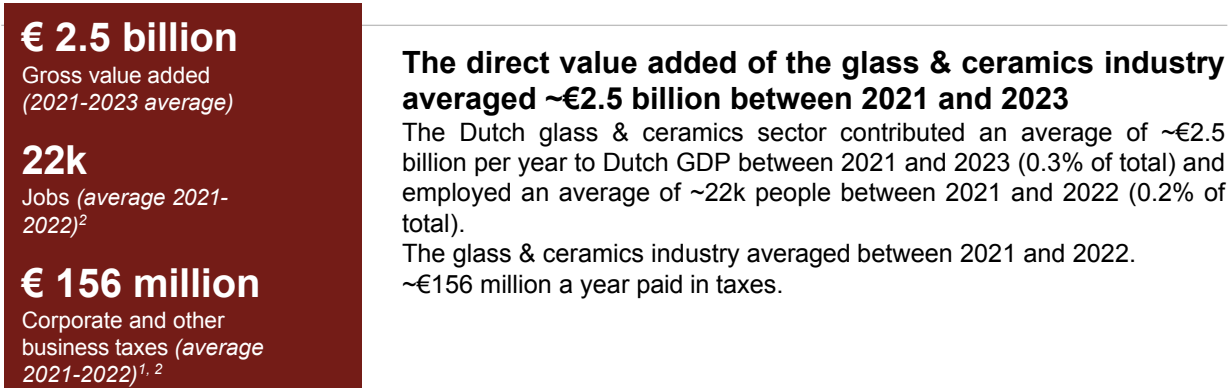 € 2.5 billion
Gross value added
(2021-2023 average)
22k
Jobs (average 2021-
2022)2
€ 156 million
Corporate and other
business taxes (average
2021-2022)1, 2
The direct value added of the glass & ceramics industry
averaged ~€2.5 billion between 2021 and 2023
The Dutch glass & ceramics sector contributed an average of ~€2.5
billion per year to Dutch GDP between 2021 and 2023 (0.3% of total) and
employed an average of ~22k people between 2021 and 2022 (0.2% of
total).
The glass & ceramics industry averaged between 2021 and 2022.
~€156 million a year paid in taxes.